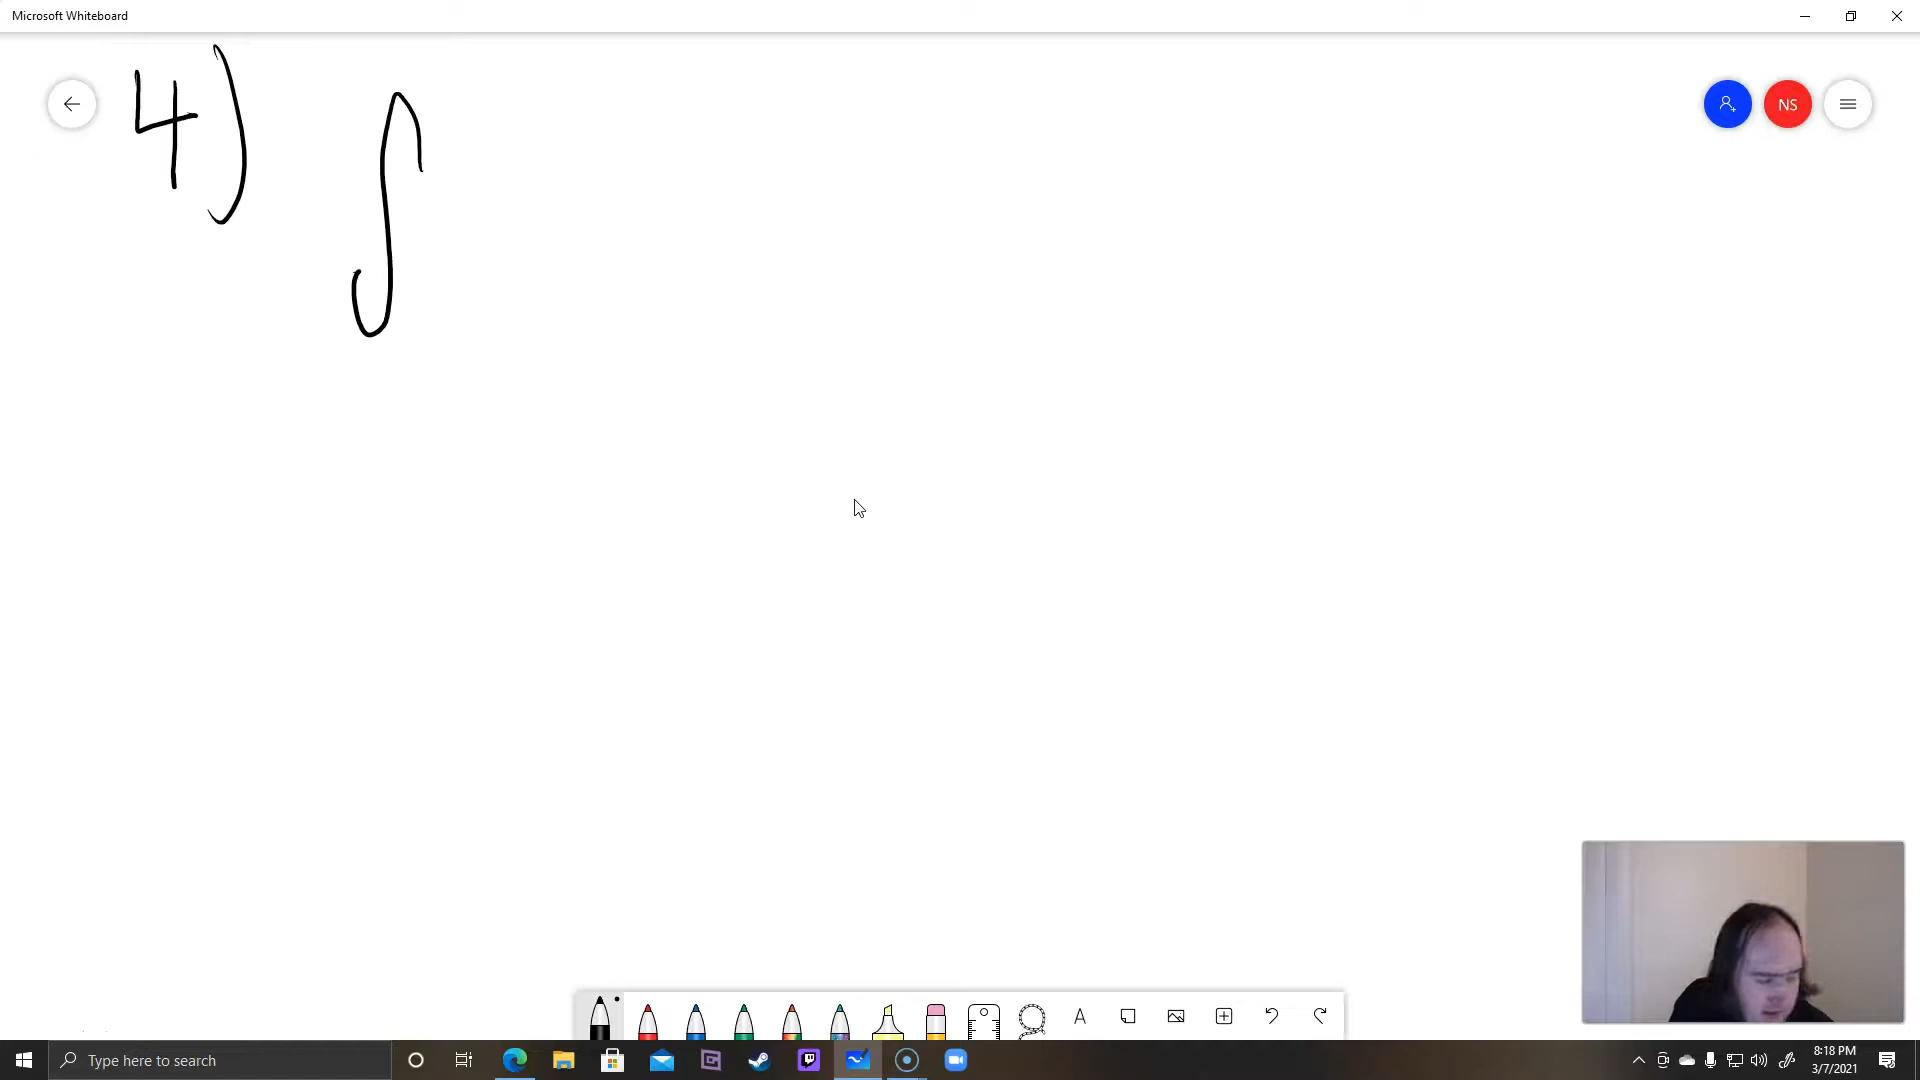 Microsoft Whiteboard
4) ∫
NS
A
Type here to search
8:18 PM
3/7/2021